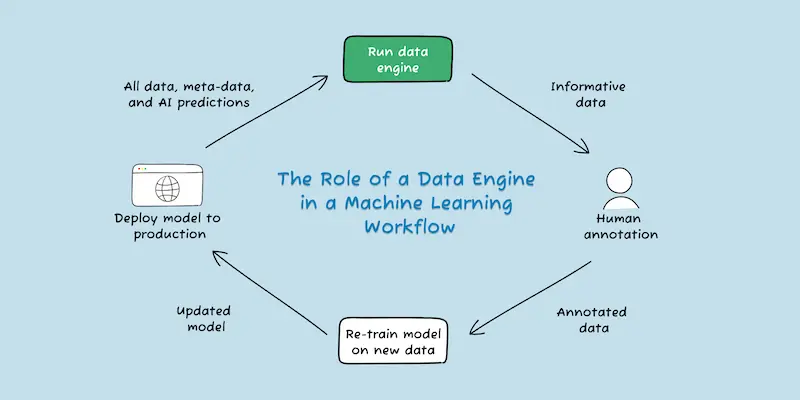 Run data
engine
All data, meta-data,
and AI predictions
Informative
data
The Role of a Data Engine
in a Machine Learning
Workflow
Deploy model to
production
Human
annotation
Updated
model
Annotated
data
Re-train model
on new data